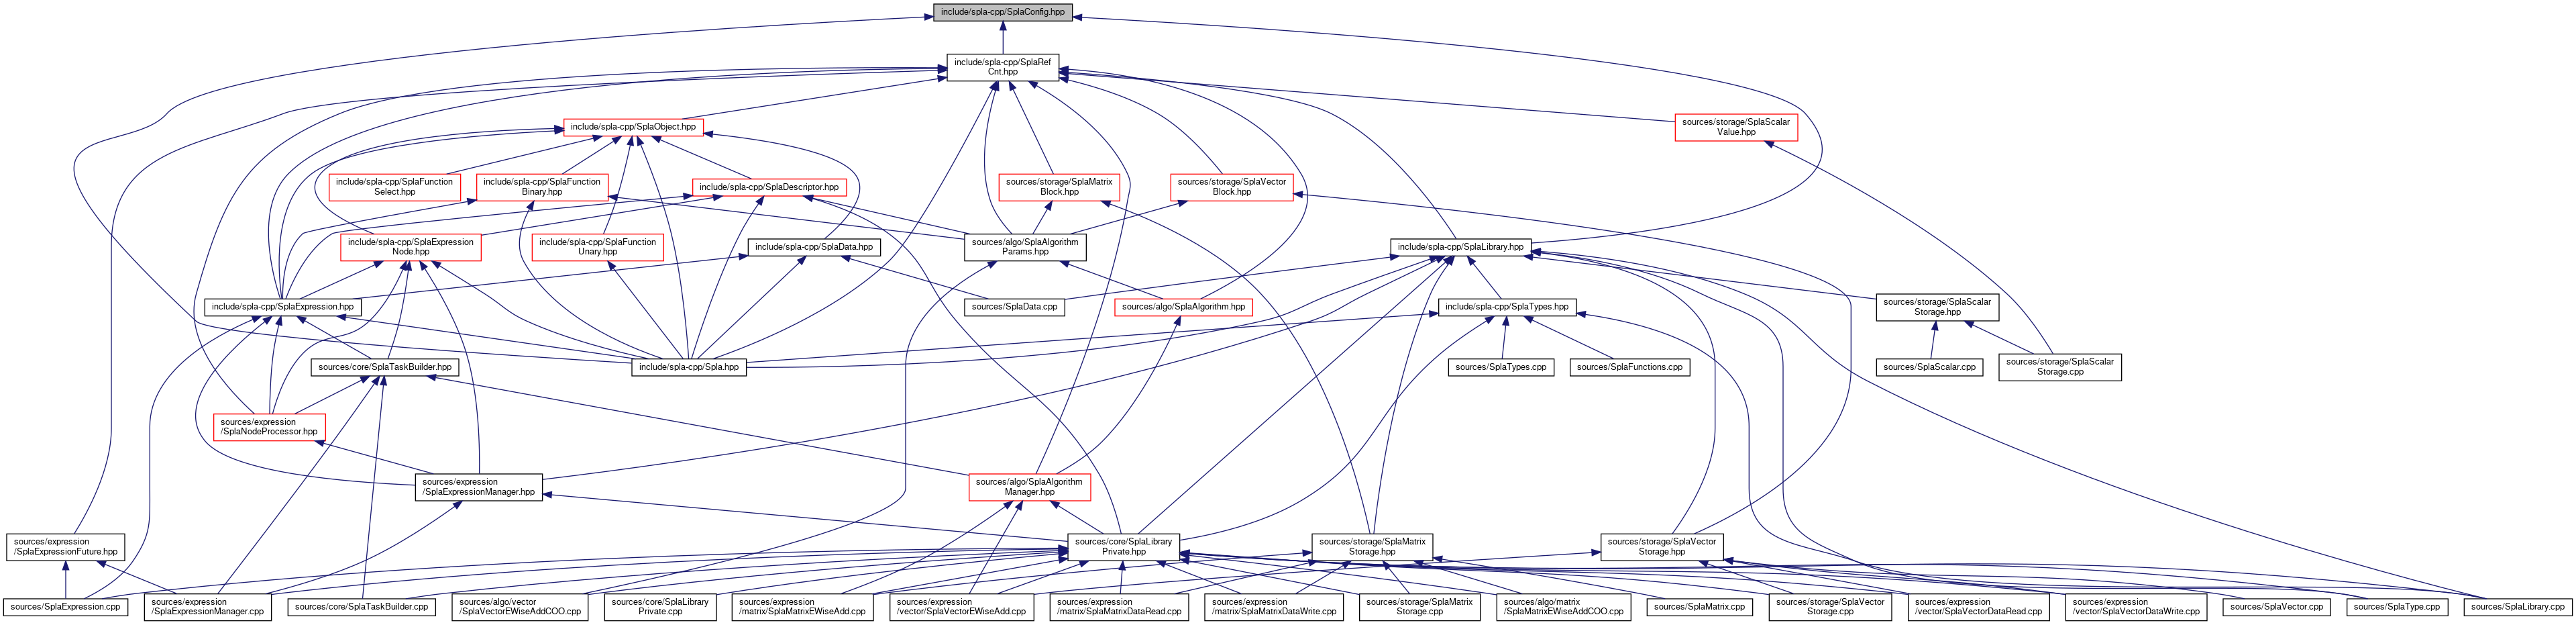 include/spla-cpp/SplaConfig.hpp
include/spla-cpp/SplaRef
Cnt.hpp
include/spla-cpp/SplaObject.hpp
sources/storage/SplaScalar
Value.hpp
include/spla-cpp/SplaFunction
Select.hpp
include/spla-cpp/SplaFunction
Binary.hpp
include/spla-cpp/SplaDescriptor.hpp
sources/storage/SplaMatrix
Block.hpp
sources/storage/SplaVector
Block.hpp
include/spla-cpp/SplaExpression
Node.hpp
include/spla-cpp/SplaFunction
Unary.hpp
include/spla-cpp/SplaData.hpp
sources/algo/SplaAlgorithm
Params.hpp
include/spla-cpp/SplaLibrary.hpp
include/spla-cpp/SplaExpression.hpp
sources/SplaData.cpp
sources/algo/SplaAlgorithm.hpp
include/spla-cpp/SplaTypes.hpp
sources/storage/SplaScalar
Storage.hpp
sources/core/SplaTaskBuilder.hpp
include/spla-cpp/Spla.hpp
sources/SplaTypes.cpp
sources/SplaFunctions.cpp
sources/SplaScalar.cpp
sources/storage/SplaScalar
Storage.cpp
sources/expression
/SplaNodeProcessor.hpp
sources/expression
/SplaExpressionManager.hpp
sources/algo/SplaAlgorithm
Manager.hpp
sources/expression
/SplaExpressionFuture.hpp
sources/core/SplaLibrary
Private.hpp
sources/storage/SplaMatrix
Storage.hpp
sources/storage/SplaVector
Storage.hpp
sources/SplaExpression.cpp
sources/expression
/SplaExpressionManager.cpp
sources/core/SplaTaskBuilder.cpp
sources/algo/vector
/SplaVectorEWiseAddCOO.cpp
sources/core/SplaLibrary
Private.cpp
sources/expression
/matrix/SplaMatrixEWiseAdd.cpp
sources/expression
/vector/SplaVectorEWiseAdd.cpp
sources/expression
/matrix/SplaMatrixDataRead.cpp
sources/expression
/matrix/SplaMatrixDataWrite.cpp
sources/storage/SplaMatrix
Storage.cpp
sources/algo/matrix
/SplaMatrixEWiseAddCOO.cpp
sources/SplaMatrix.cpp
sources/storage/SplaVector
Storage.cpp
sources/expression
/vector/SplaVectorDataRead.cpp
sources/expression
/vector/SplaVectorDataWrite.cpp
sources/SplaVector.cpp
sources/SplaType.cpp
sources/SplaLibrary.cpp